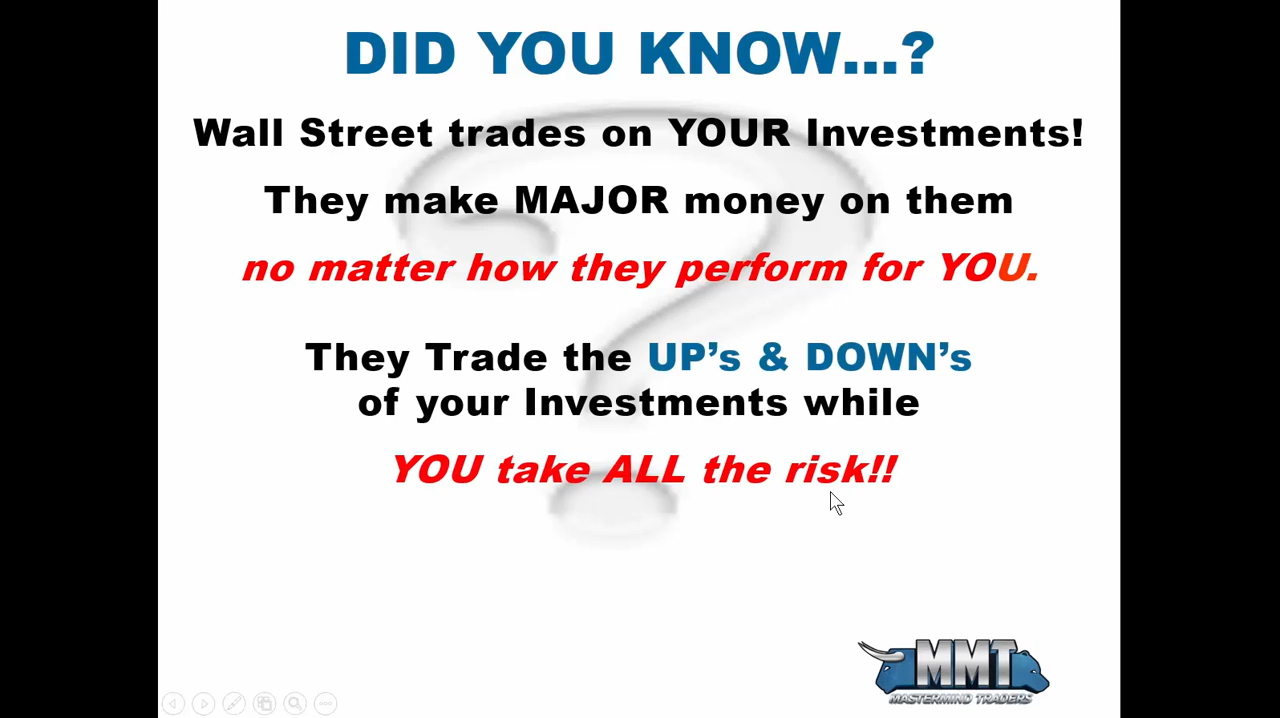 DID YOU KNOW...?
Wall Street trades on YOUR Investments!
They make MAJOR money on them
no matter how they perform for YOU.
They Trade the UP’s & DOWN’s
of your Investments while
YOU take ALL the risk!!
MMT
MASTERMIND TRADERS